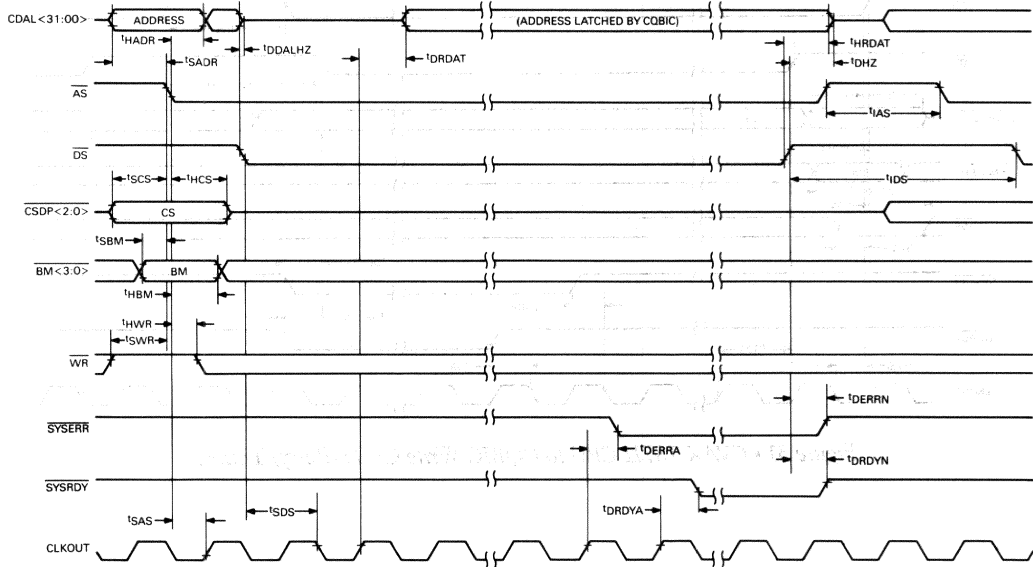 CDAL<31:00>
ADDRESS
(ADDRESS LATCHED BY CQBIC)
tHADR
tDDALHZ
tDRDAT
tHRDAT
tSADR
tDHZ
AS
tIAS
DS
tSCS
tHCS
tIDS
CSDP<2:0>
CS
tSBM
BM<3:0>
BM
tHBM
tHWR
tSWR
WR
tDERRN
SYSERR
tDERRA
tDRDYN
SYSRDY
tSAS
tSDS
tDRDYA
CLKOUT